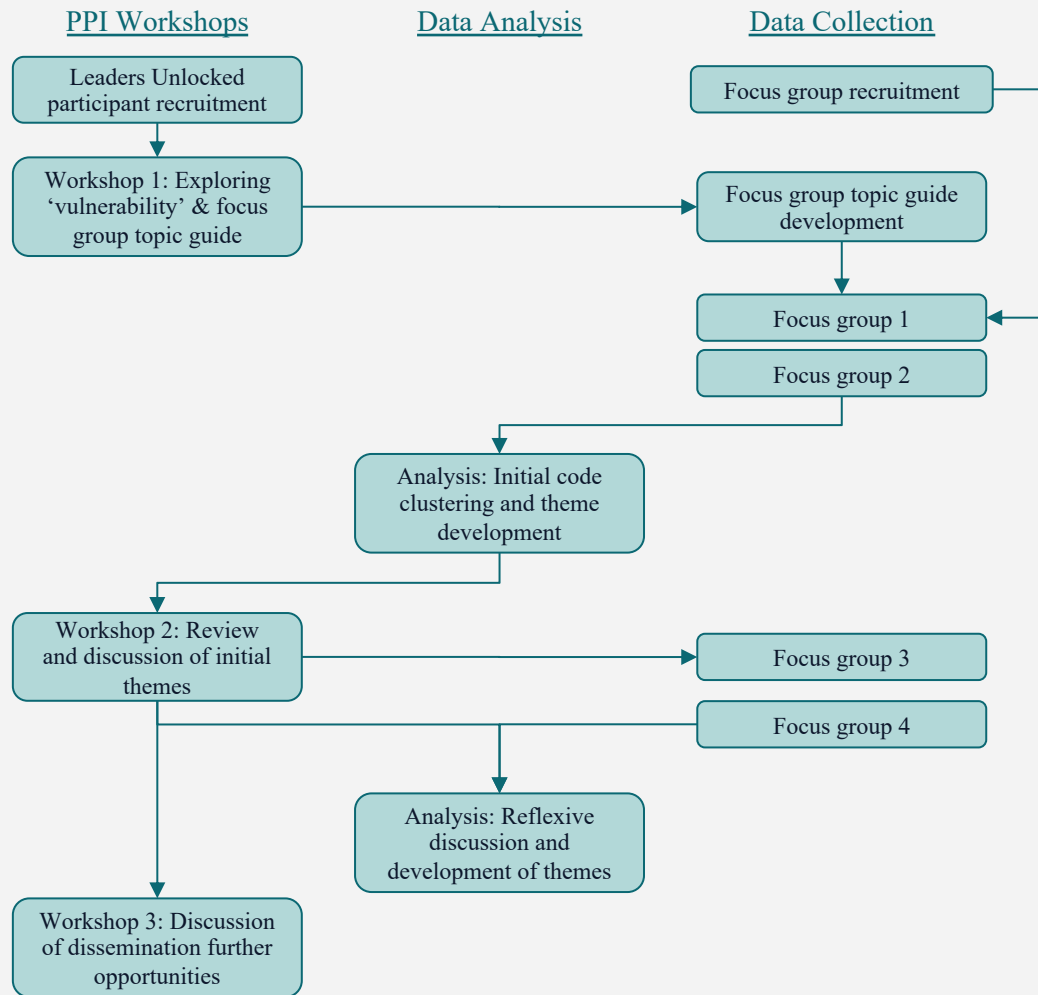 PPI Workshops
Data Analysis
Data Collection
Leaders Unlocked
participant recruitment
Focus group recruitment
Workshop 1: Exploring
‘vulnerability’ & focus
group topic guide
Focus group topic guide
development
Focus group 1
Focus group 2
Analysis: Initial code
clustering and theme
development
Workshop 2: Review
and discussion of initial
themes
Focus group 3
Focus group 4
Analysis: Reflexive
discussion and
development of themes
Workshop 3: Discussion
of dissemination further
opportunities